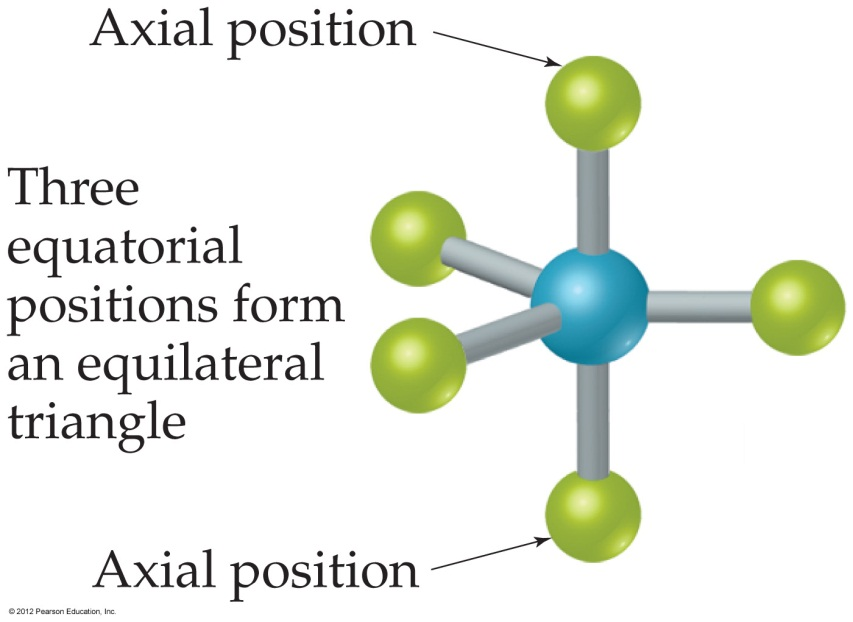 Axial position
Three
equatorial
positions form
an equilateral
triangle
Axial position
© 2012 Pearson Education, Inc.